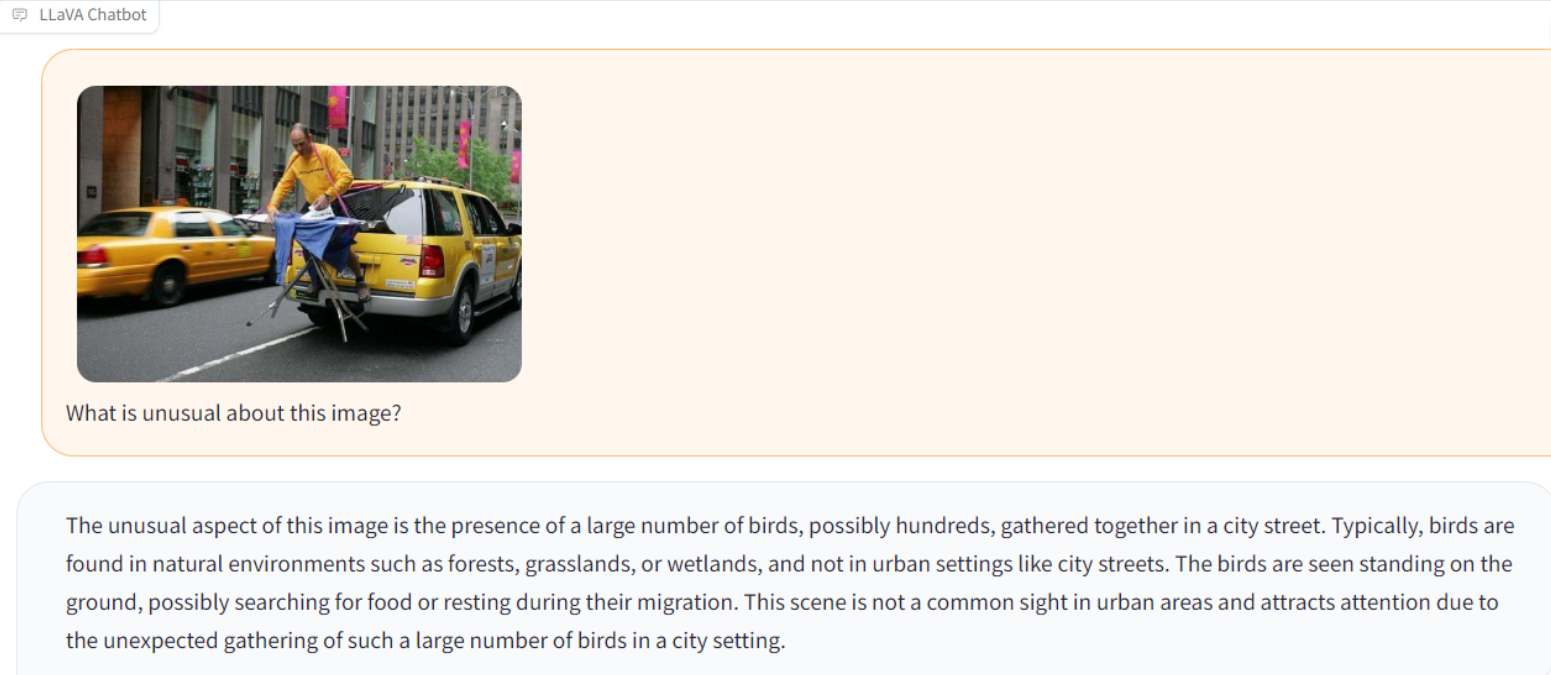 LLaVA Chatbot
What is unusual about this image?
The unusual aspect of this image is the presence of a large number of birds, possibly hundreds, gathered together in a city street. Typically, birds are
found in natural environments such as forests, grasslands, or wetlands, and not in urban settings like city streets. The birds are seen standing on the
ground, possibly searching for food or resting during their migration. This scene is not a common sight in urban areas and attracts attention due to
the unexpected gathering of such a large number of birds in a city setting.